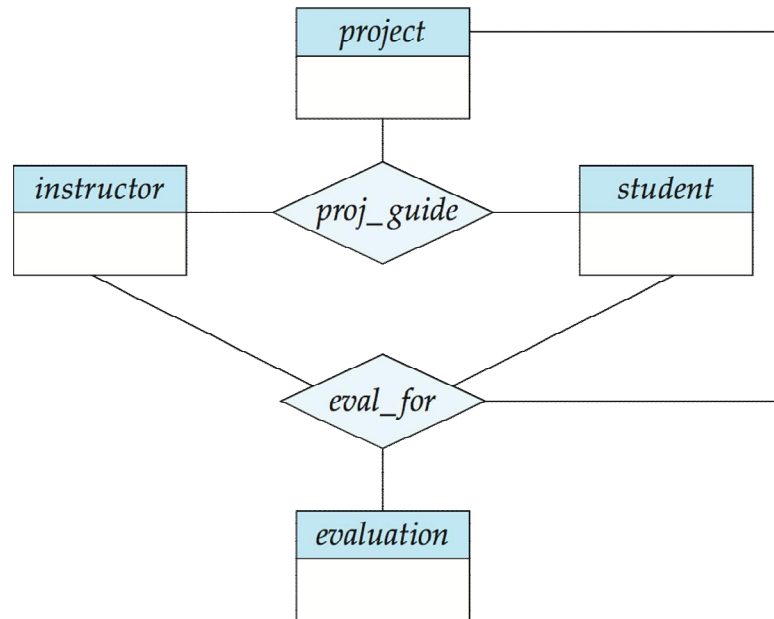 project
instructor
proj_guide
student
eval_for
evaluation